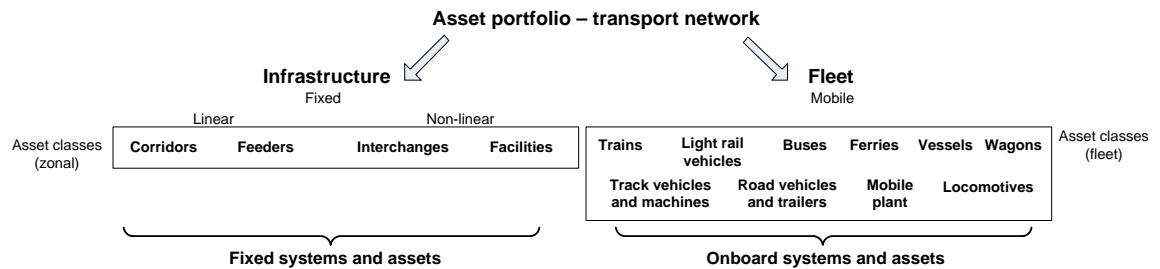 Asset portfolio – transport network
Infrastructure
Fixed
Fleet
Mobile
Linear
Non-linear
Asset classes
(zonal)
Corridors
Feeders
Interchanges
Facilities
Trains
Light rail
vehicles
Buses
Ferries
Vessels
Wagons
Track vehicles
and machines
Road vehicles
and trailers
Mobile
plant
Locomotives
Asset classes
(fleet)
Fixed systems and assets
Onboard systems and assets